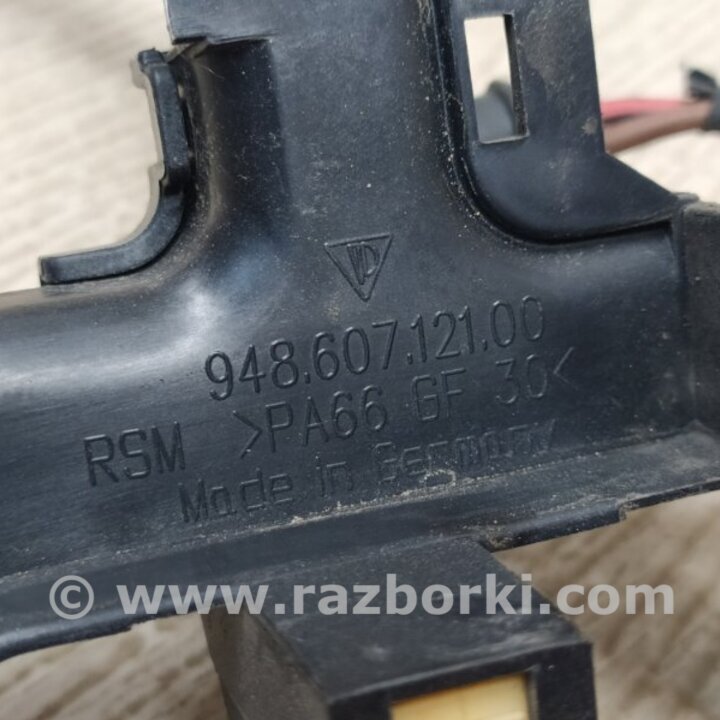 948.607.121.00
RSM >PA66 GF 30<
Made in Germany
© www.razborki.com